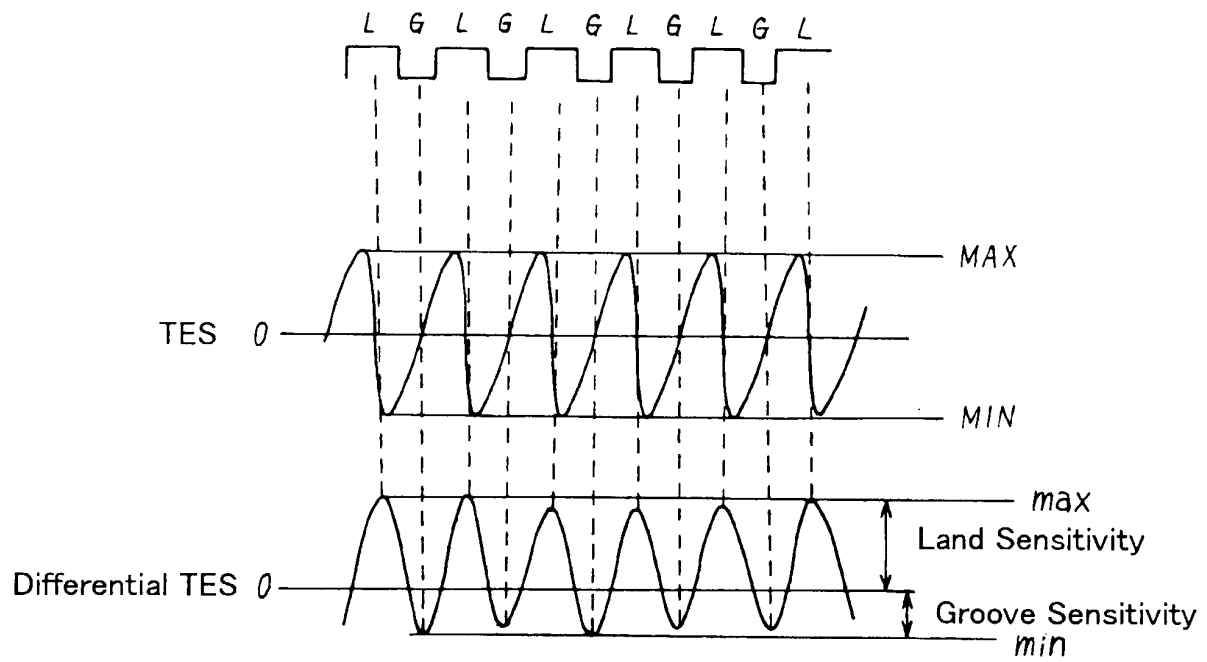 L G L G L G L G L G L
MAX
TES 0
MIN
max
Land Sensitivity
Differential TES 0
Groove Sensitivity
min